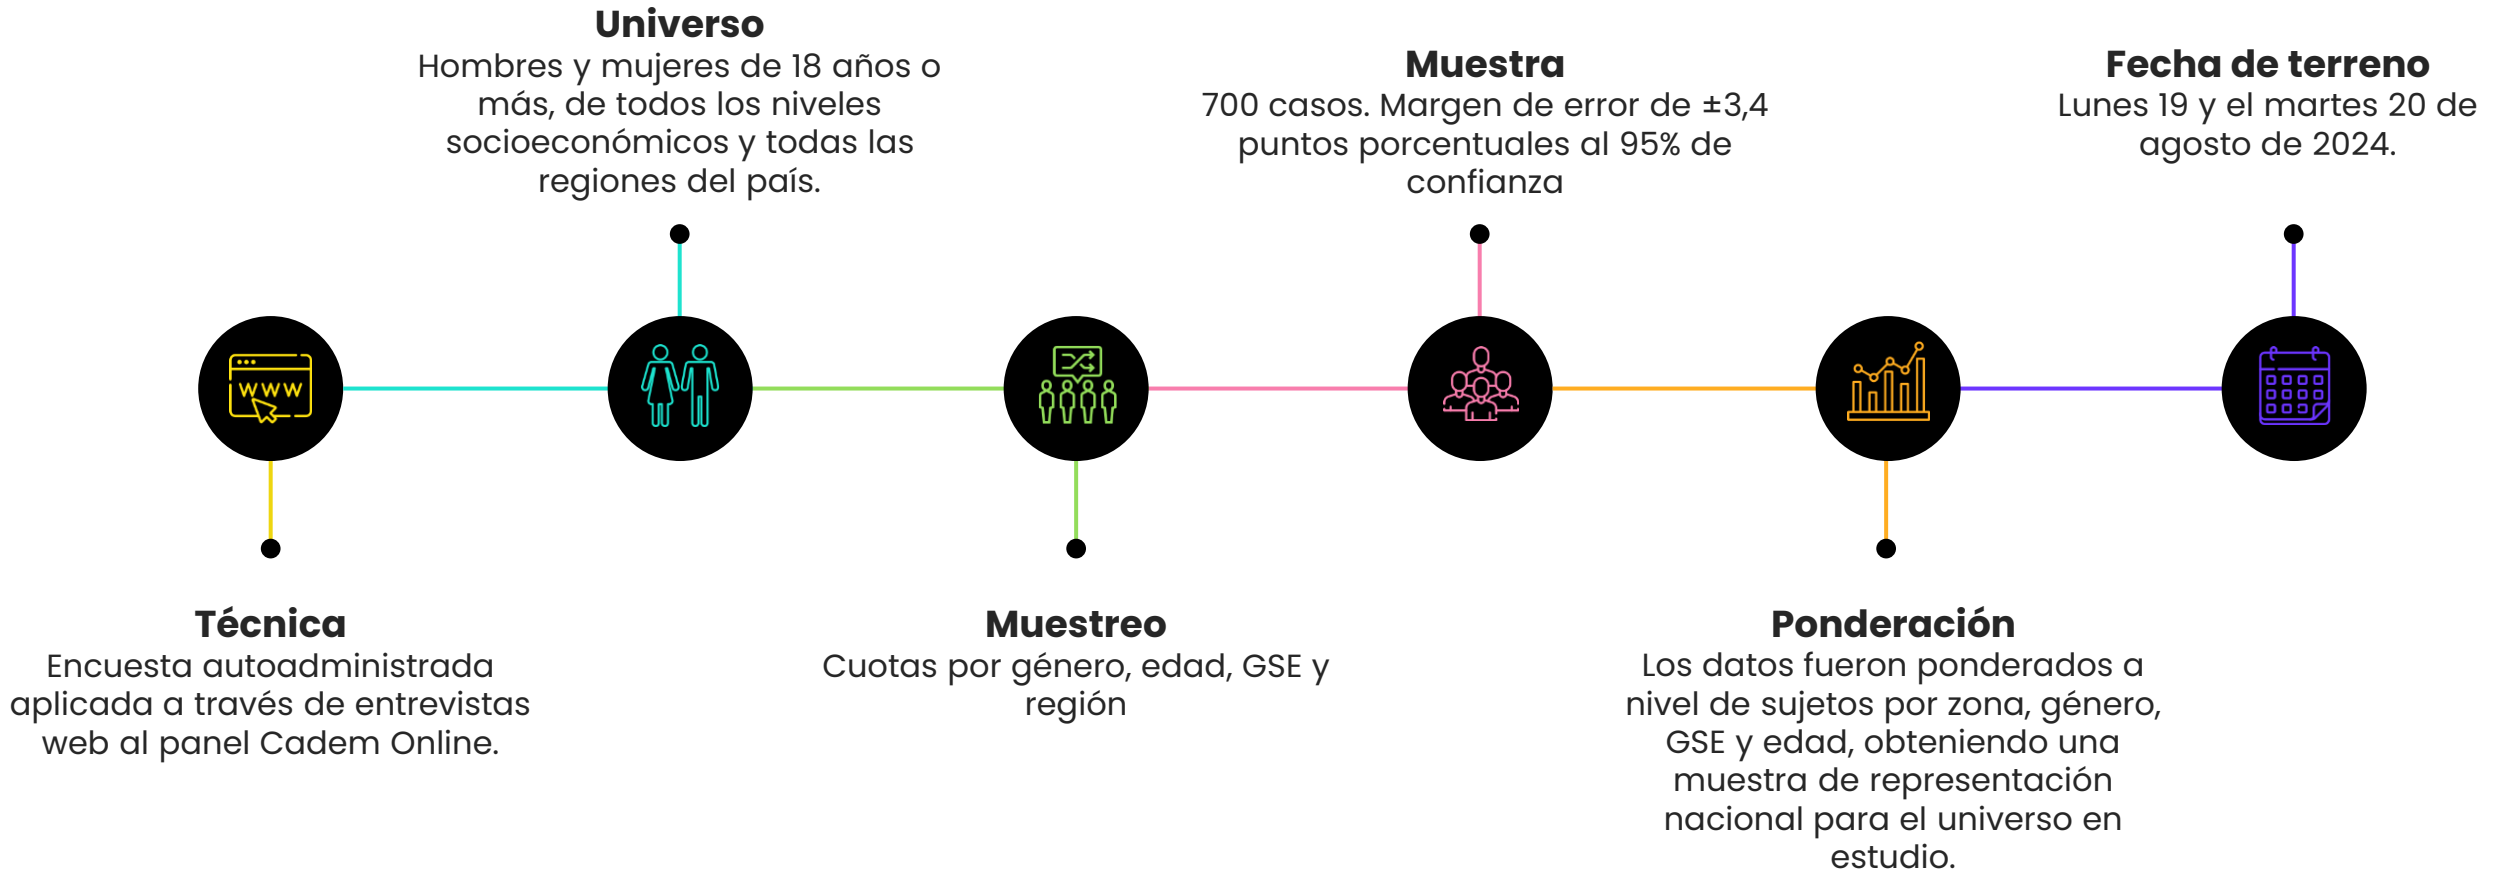 Universo
Hombres y mujeres de 18 años o
más, de todos los niveles
socioeconómicos y todas las
regiones del país.
Muestra
700 casos. Margen de error de ±3,4
puntos porcentuales al 95% de
confianza
Fecha de terreno
Lunes 19 y el martes 20 de
agosto de 2024.
WWW
Técnica
Encuesta autoadministrada
aplicada a través de entrevistas
web al panel Cadem Online.
Muestreo
Cuotas por género, edad, GSE y
región
Ponderación
Los datos fueron ponderados a
nivel de sujetos por zona, género,
GSE y edad, obteniendo una
muestra de representación
nacional para el universo en
estudio.